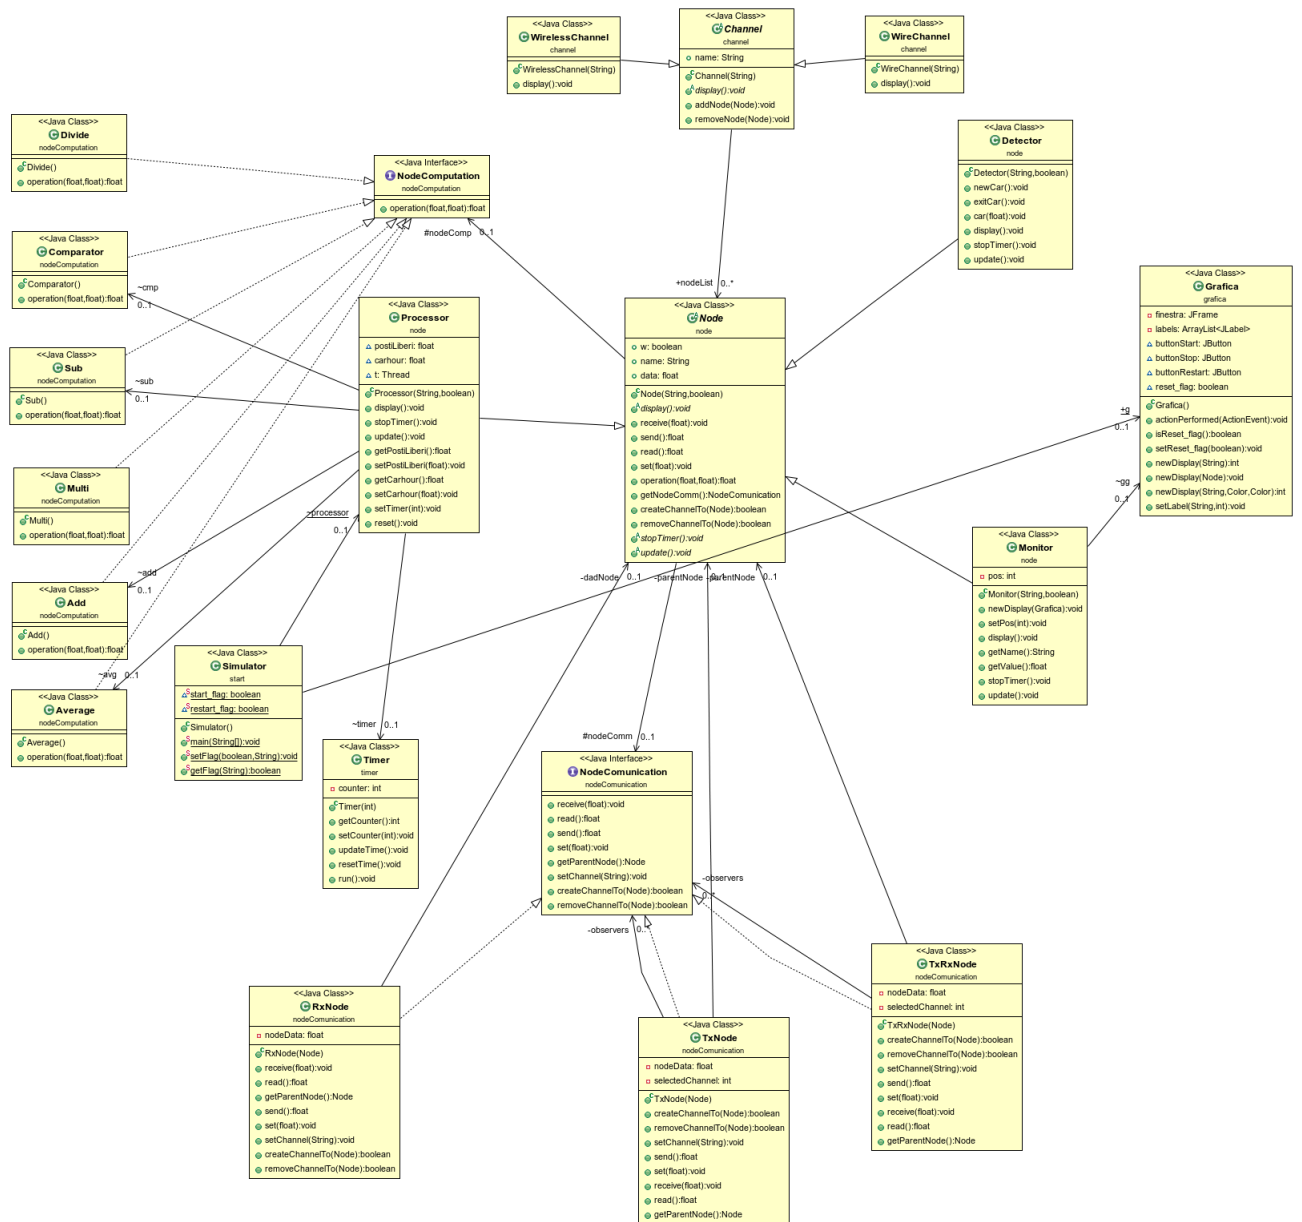 <<Java Class>>
WirelessChannel
channel
WirelessChannel(String)
display():void
<<Java Class>>
Channel
channel
name: String
Channel(String)
display():void
addNode(Node):void
removeNode(Node):void
<<Java Class>>
WireChannel
channel
WireChannel(String)
display():void
<<Java Class>>
Divide
nodeComputation
Divide()
operation(float,float):float
<<Java Interface>>
NodeComputation
nodeComputation
operation(float,float):float
#nodeComp 0..1
<<Java Class>>
Detector
node
Detector(String,boolean)
newCar():void
exitCar():void
car(float):void
display():void
stopTimer():void
update():void
<<Java Class>>
Comparator
nodeComputation
Comparator()
operation(float,float):float
~cmp
0..1
<<Java Class>>
Processor
node
postiLiberi: float
carhour: float
t: Thread
Processor(String,boolean)
display():void
stopTimer():void
update():void
getPostiLiberi():float
setPostiLiberi(float):void
getCarhour():float
setCarhour(float):void
setTimer(int):void
reset():void
+nodeList 0..*
<<Java Class>>
Node
node
w: boolean
name: String
data: float
Node(String,boolean)
display():void
receive(float):void
send():float
read():float
set(float):void
operation(float,float):float
getNodeComm():NodeComunication
createChannelTo(Node):boolean
removeChannelTo(Node):boolean
stopTimer():void
update():void
<<Java Class>>
Grafica
grafica
finestra: JFrame
labels: ArrayList<JLabel>
buttonStart: JButton
buttonStop: JButton
buttonRestart: JButton
reset_flag: boolean
Grafica()
actionPerformed(ActionEvent):void
isReset_flag():boolean
setReset_flag(boolean):void
newDisplay(String):int
newDisplay(Node):void
newDisplay(String,Color,Color):int
setLabel(String,int):void
+g
0..1
~gg
0..1
<<Java Class>>
Sub
nodeComputation
Sub()
operation(float,float):float
~sub
0..1
<<Java Class>>
Multi
nodeComputation
Multi()
operation(float,float):float
~processor
0..1
<<Java Class>>
Monitor
node
pos: int
Monitor(String,boolean)
newDisplay(Grafica):void
setPos(int):void
display():void
getName():String
getValue():float
stopTimer():void
update():void
<<Java Class>>
Add
nodeComputation
Add()
operation(float,float):float
~add
0..1
-dadNode 0..1
-parentNode
-parentNode
0..1
<<Java Class>>
Simulator
start
start_flag: boolean
restart_flag: boolean
Simulator()
main(String[]):void
setFlag(boolean,String):void
getFlag(String):boolean
~avg 0..1
<<Java Class>>
Average
nodeComputation
Average()
operation(float,float):float
~timer 0..1
<<Java Class>>
Timer
timer
counter: int
Timer(int)
getCounter():int
setCounter(int):void
updateTime():void
resetTime():void
run():void
#nodeComm 0..1
<<Java Interface>>
NodeComunication
nodeComunication
receive(float):void
read():float
send():float
set(float):void
getParentNode():Node
setChannel(String):void
createChannelTo(Node):boolean
removeChannelTo(Node):boolean
-observers
0..*
-observers
<<Java Class>>
RxNode
nodeComunication
nodeData: float
RxNode(Node)
receive(float):void
read():float
getParentNode():Node
send():float
set(float):void
setChannel(String):void
createChannelTo(Node):boolean
removeChannelTo(Node):boolean
<<Java Class>>
TxNode
nodeComunication
nodeData: float
selectedChannel: int
TxNode(Node)
createChannelTo(Node):boolean
removeChannelTo(Node):boolean
setChannel(String):void
send():float
set(float):void
receive(float):void
read():float
getParentNode():Node
<<Java Class>>
TxRxNode
nodeComunication
nodeData: float
selectedChannel: int
TxRxNode(Node)
createChannelTo(Node):boolean
removeChannelTo(Node):boolean
setChannel(String):void
send():float
set(float):void
receive(float):void
read():float
getParentNode():Node